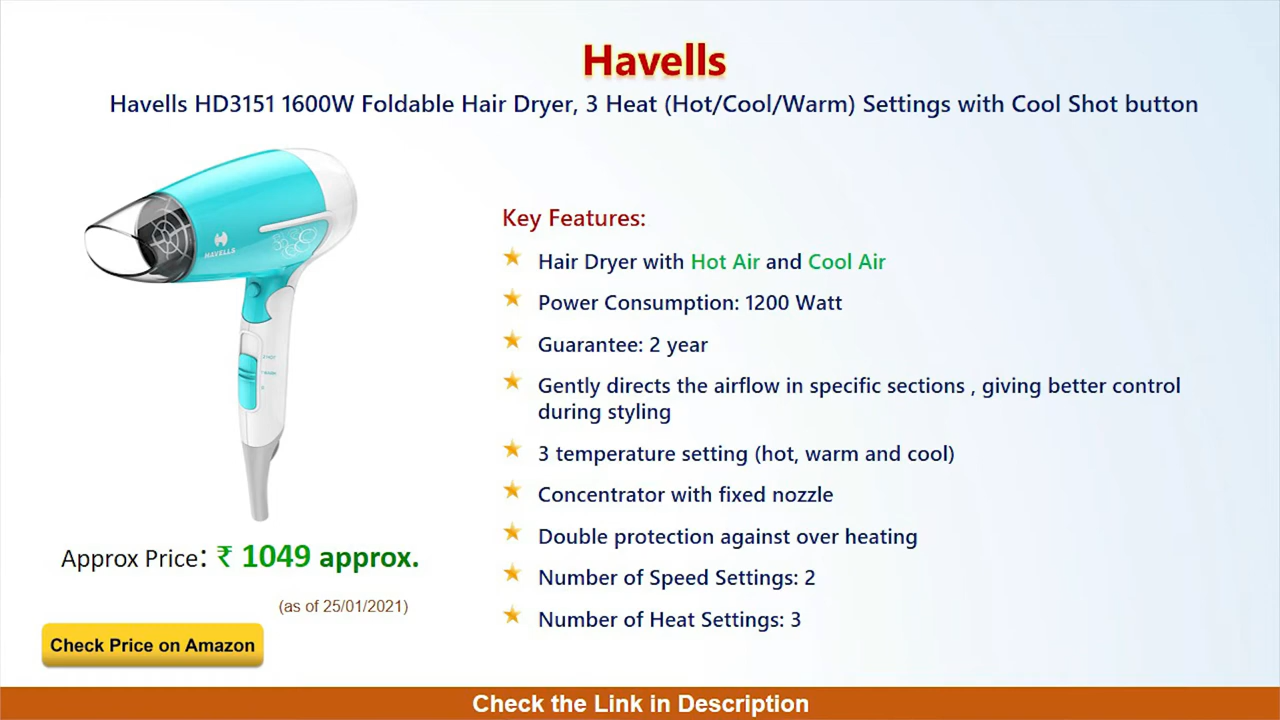 Havells
Havells HD3151 1600W Foldable Hair Dryer, 3 Heat (Hot/Cool/Warm) Settings with Cool Shot button
HAVELLS
Key Features:
Hair Dryer with Hot Air and Cool Air
Power Consumption: 1200 Watt
Guarantee: 2 year
Gently directs the airflow in specific sections , giving better control
during styling
3 temperature setting (hot, warm and cool)
Concentrator with fixed nozzle
Double protection against over heating
Number of Speed Settings: 2
Number of Heat Settings: 3
Approx Price: ₹ 1049 approx.
(as of 25/01/2021)
Check Price on Amazon
Check the Link in Description